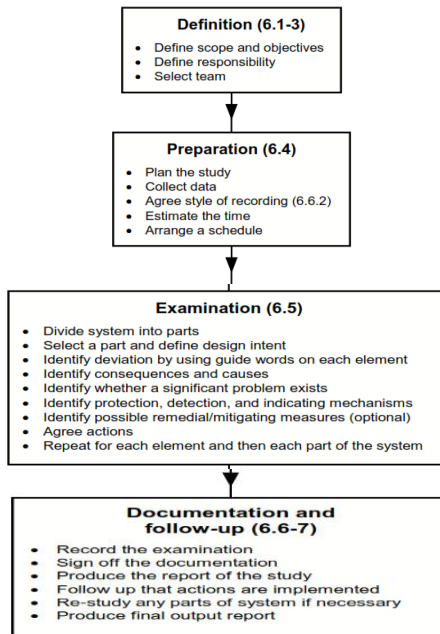 Definition (6.1-3)
• Define scope and objectives
• Define responsibility
• Select team
Preparation (6.4)
• Plan the study
• Collect data
• Agree style of recording (6.6.2)
• Estimate the time
• Arrange a schedule
Examination (6.5)
• Divide system into parts
• Select a part and define design intent
• Identify deviation by using guide words on each element
• Identify consequences and causes
• Identify whether a significant problem exists
• Identify protection, detection, and indicating mechanisms
• Identify possible remedial/mitigating measures (optional)
• Agree actions
• Repeat for each element and then each part of the system
Documentation and
follow-up (6.6-7)
• Record the examination
• Sign off the documentation
• Produce the report of the study
• Follow up that actions are implemented
• Re-study any parts of system if necessary
• Produce final output report